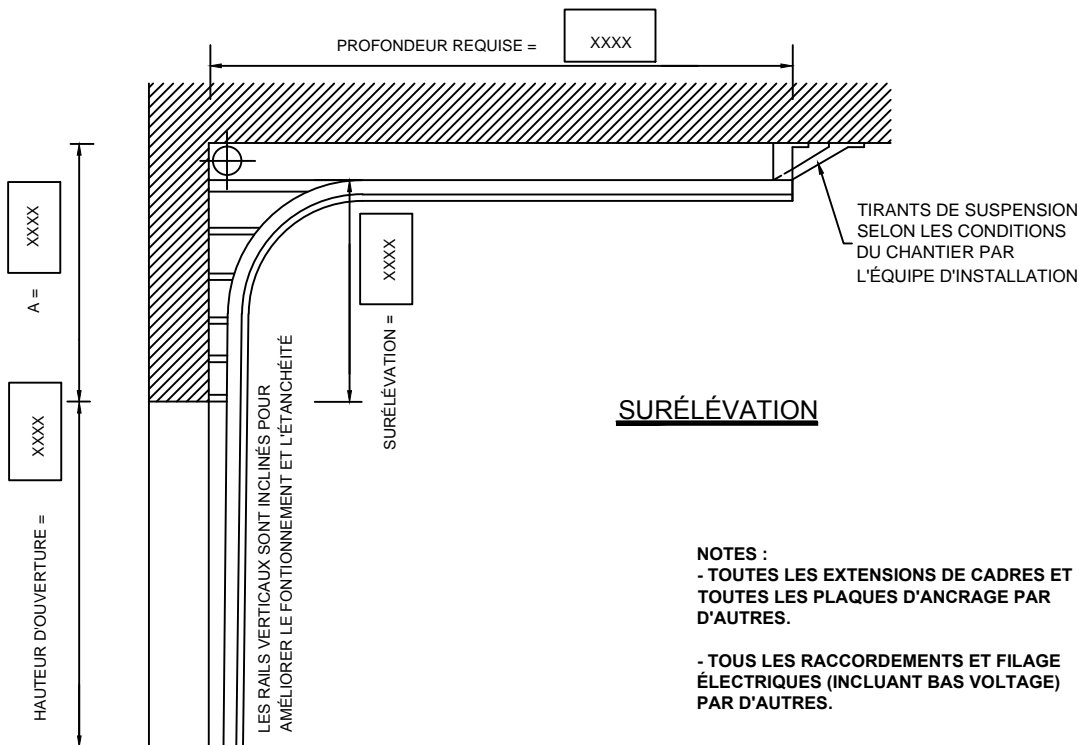 PROFONDEUR REQUISE =
XXXX
XXXX
A =
XXXX
HAUTEUR D'OUVERTURE =
XXXX
SURÉLÉVATION =
LES RAILS VERTICAUX SONT INCLINÉS POUR
AMÉLIORER LE FONTIONNEMENT ET L'ÉTANCHÉITÉ
TIRANTS DE SUSPENSION
SELON LES CONDITIONS
DU CHANTIER PAR
L'ÉQUIPE D'INSTALLATION
SURÉLÉVATION
NOTES :
- TOUTES LES EXTENSIONS DE CADRES ET
TOUTES LES PLAQUES D'ANCRAGE PAR
D'AUTRES.
- TOUS LES RACCORDEMENTS ET FILAGE
ÉLECTRIQUES (INCLUANT BAS VOLTAGE)
PAR D'AUTRES.